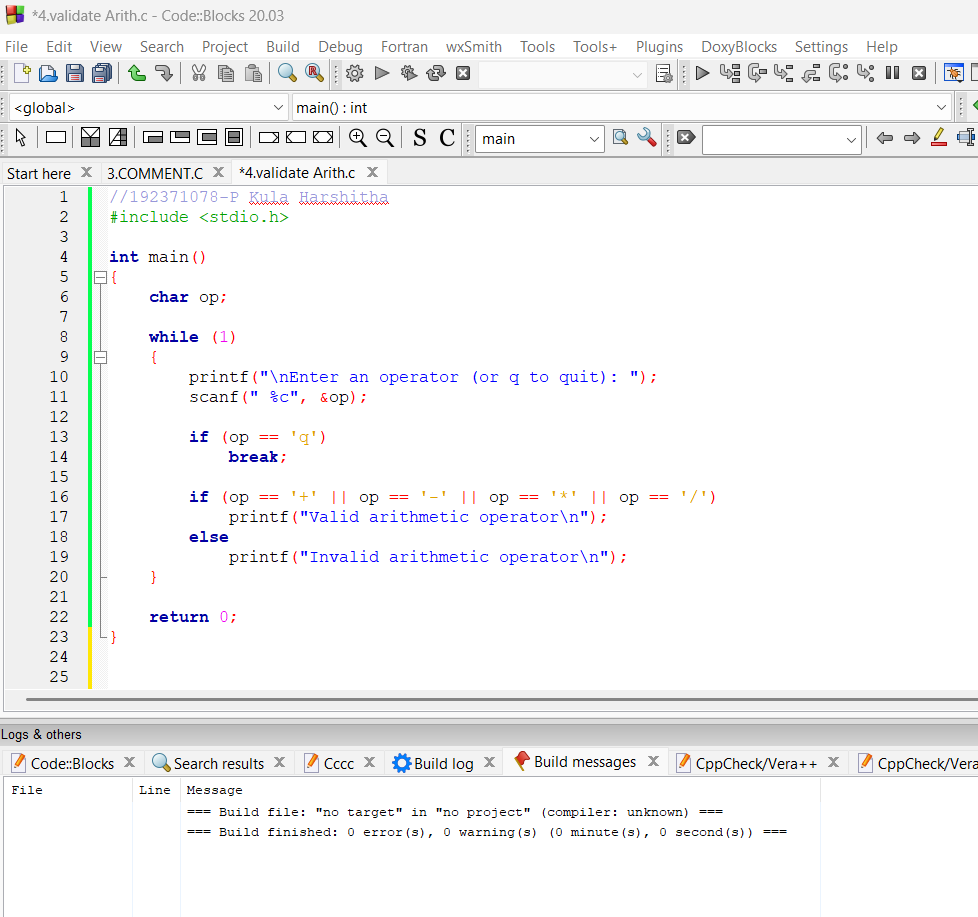 *4.validate Arith.c - Code::Blocks 20.03
File Edit View Search Project Build Debug Fortran wxSmith Tools Tools+ Plugins DoxyBlocks Settings Help
<global> main() : int
S C main
Start here 3.COMMENT.C *4.validate Arith.c
1 //192371078-P Kula Harshitha
2 #include <stdio.h>
3
4 int main()
5 {
6 char op;
7
8 while (1)
9 {
10 printf("\nEnter an operator (or q to quit): ");
11 scanf(" %c", &op);
12
13 if (op == 'q')
14 break;
15
16 if (op == '+' || op == '-' || op == '*' || op == '/')
17 printf("Valid arithmetic operator\n");
18 else
19 printf("Invalid arithmetic operator\n");
20 }
21
22 return 0;
23 }
24
25
Logs & others
Code::Blocks Search results Cccc Build log Build messages CppCheck/Vera++ CppCheck/Vera
File Line Message
=== Build file: "no target" in "no project" (compiler: unknown) ===
=== Build finished: 0 error(s), 0 warning(s) (0 minute(s), 0 second(s)) ===